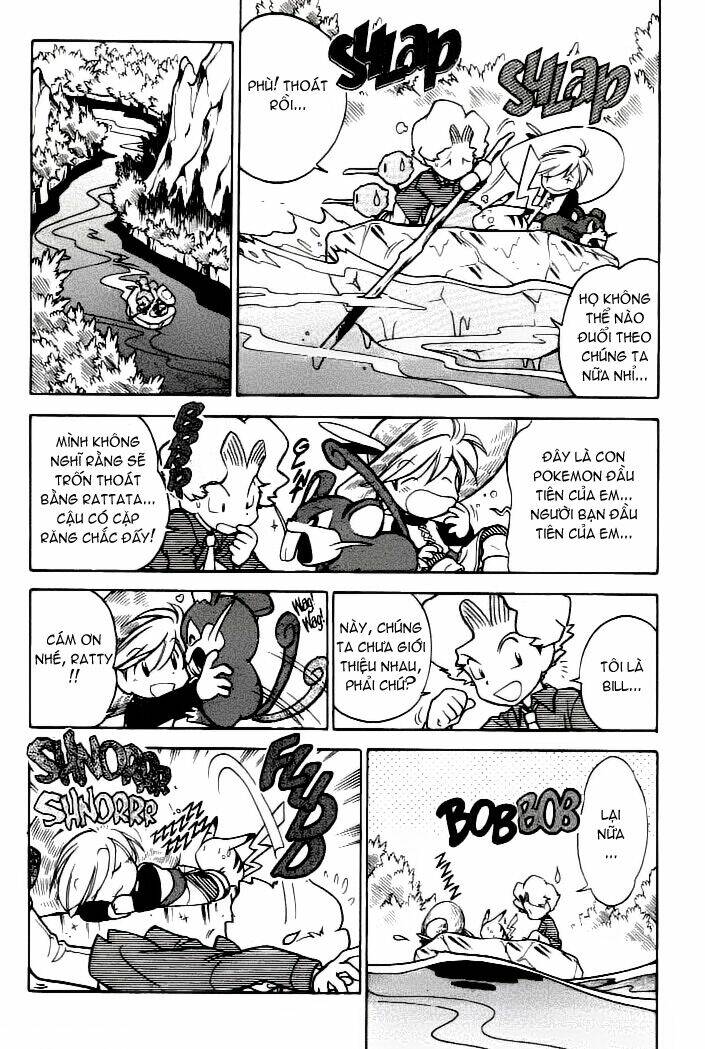 PHÙ! THOÁT
RỒI...
SHLAP
SHLAP
HỌ KHÔNG
THỂ NÀO
ĐUỔI THEO
CHÚNG TA
NỮA NHỈ...
MÌNH KHÔNG
NGHĨ RẰNG SẼ
TRỐN THOÁT
BẰNG RATTATA...
CẬU CÓ CẶP
RĂNG CHẮC ĐẤY!
ĐÂY LÀ CON
POKEMON ĐẦU
TIÊN CỦA EM...
NGƯỜI BẠN ĐẦU
TIÊN CỦA EM...
CÁM ƠN
NHÉ, RATTY
!!
WAG!
WAG!
NÀY, CHÚNG
TA CHƯA GIỚI
THIỆU NHAU,
PHẢI CHỨ?
TÔI LÀ
BILL...
SHNORRR
SHNORRR
FWUDD
BOB BOB
LẠI
NỮA
...